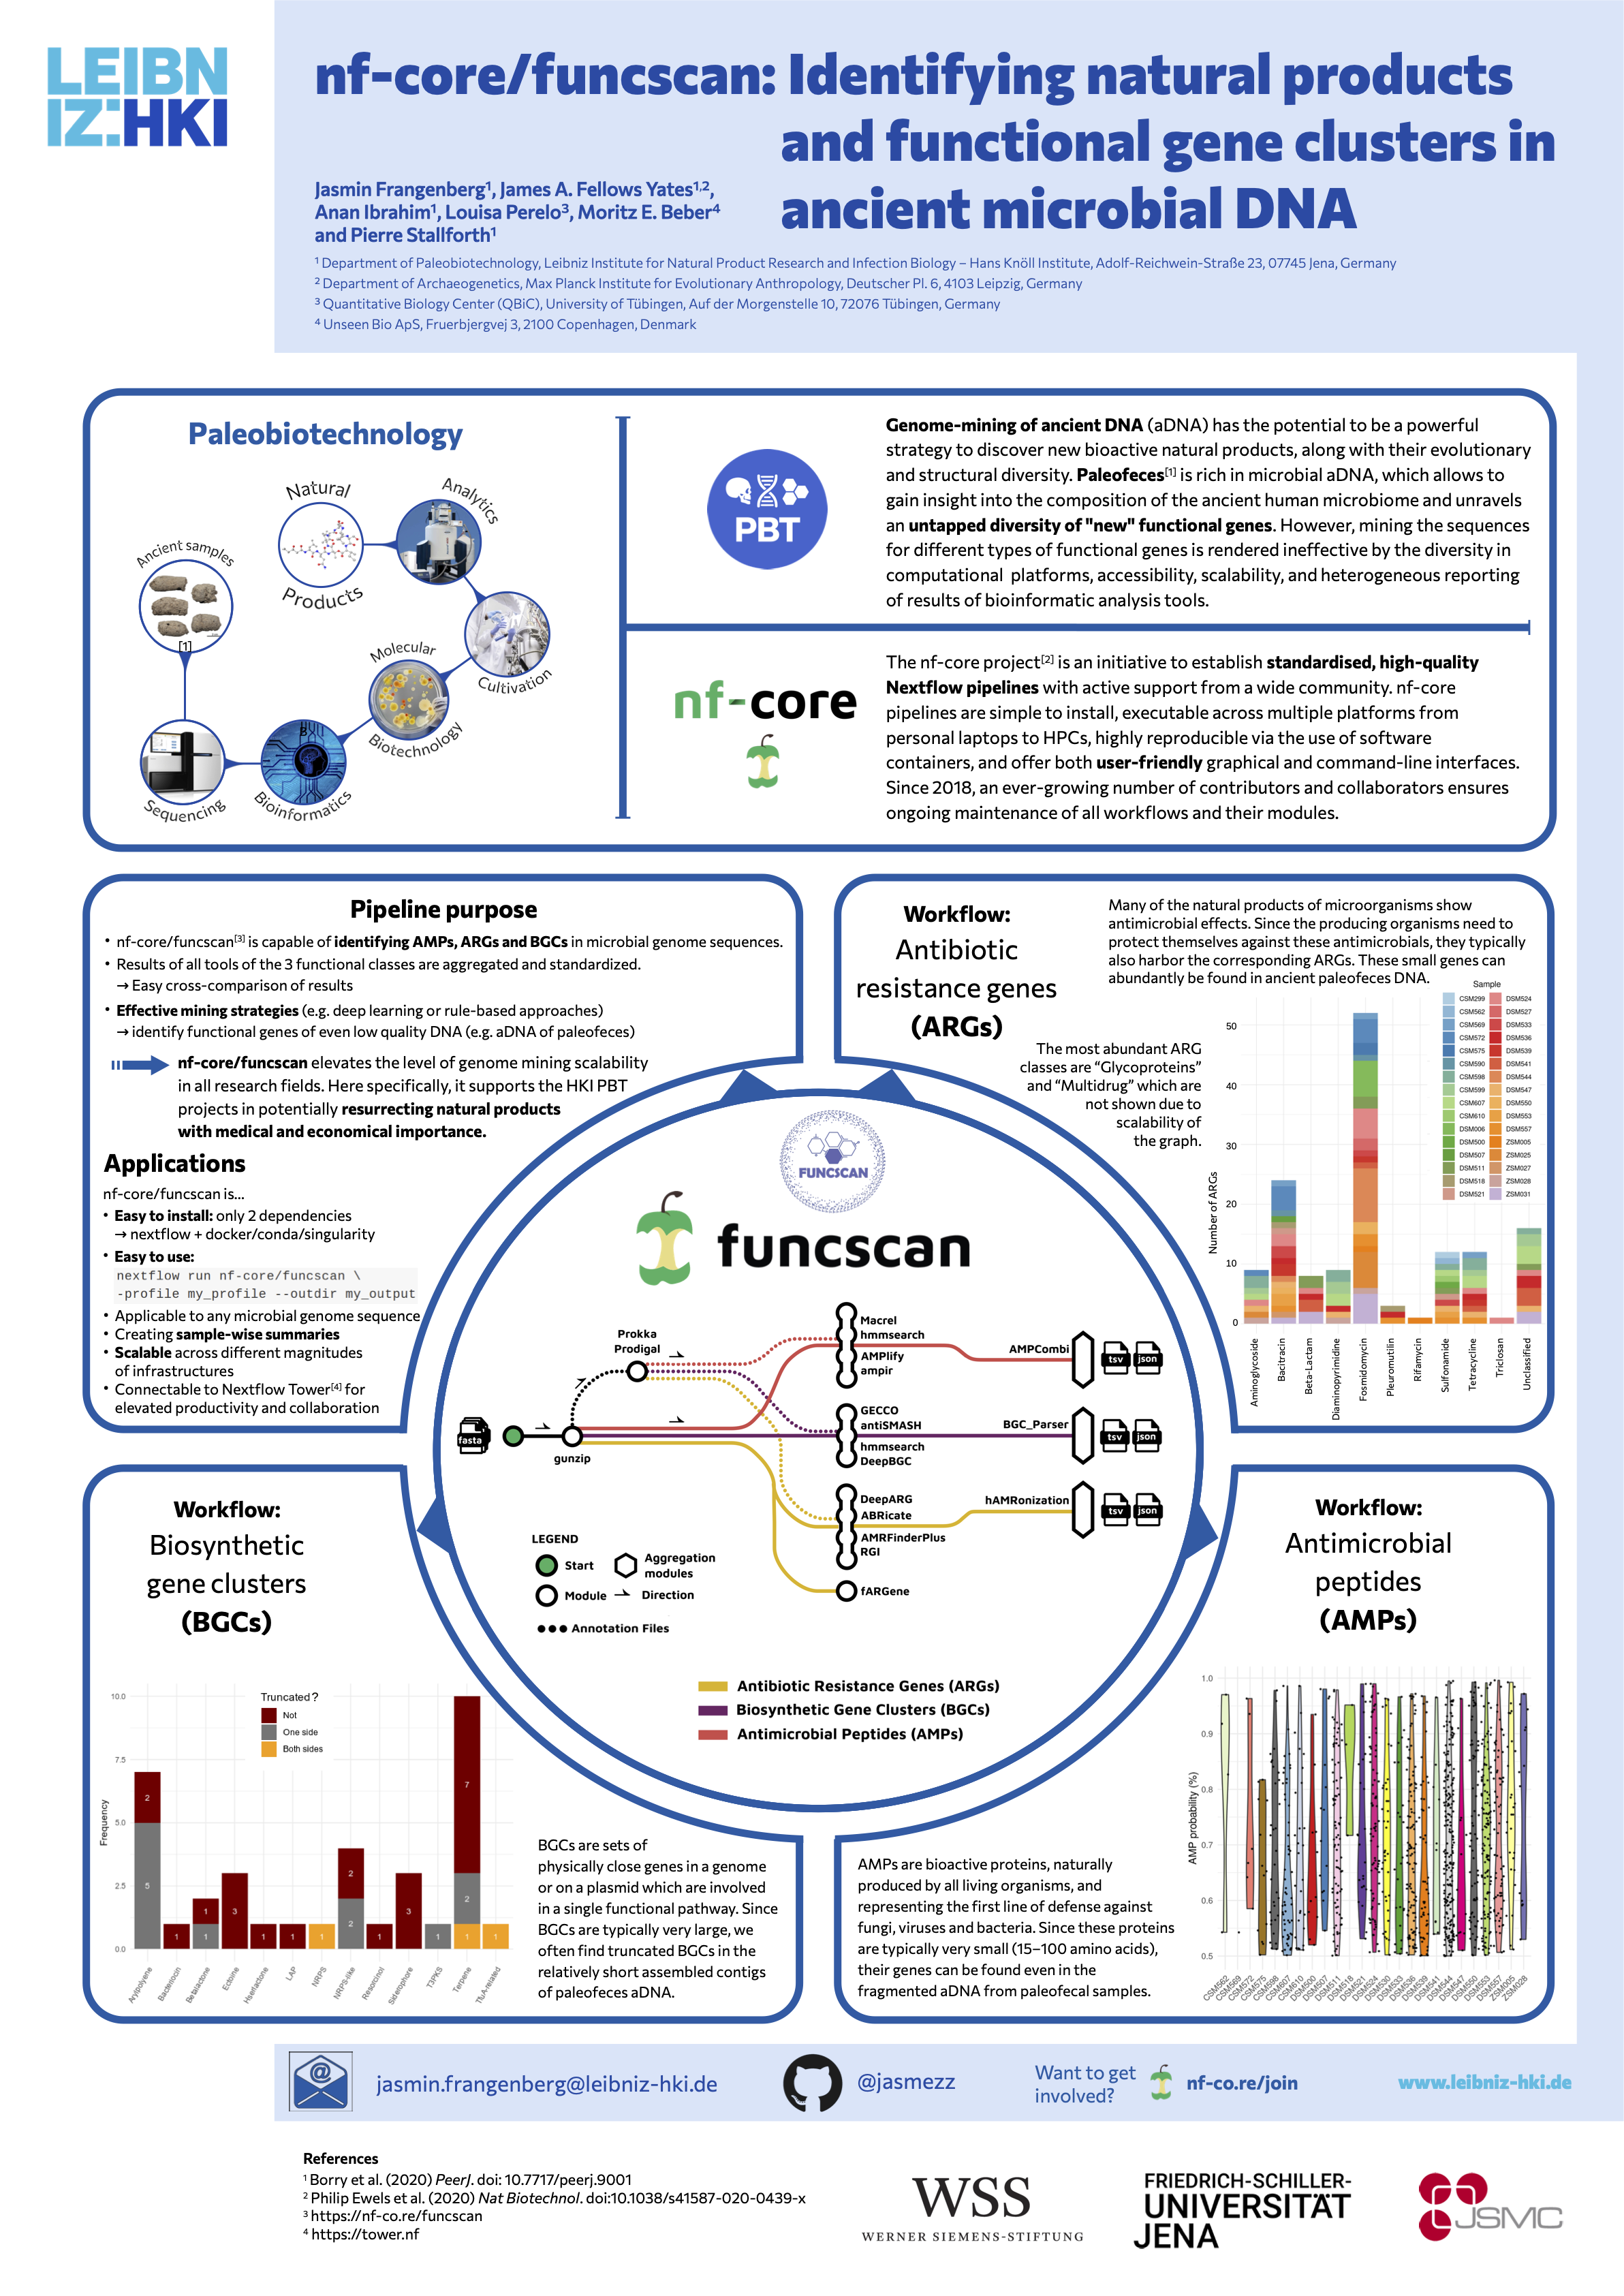 LEIBN
IZ:HKI
nf-core/funcscan: Identifying natural products
and functional gene clusters in
ancient microbial DNA
Jasmin Frangenberg¹, James A. Fellows Yates¹,²,
Anan Ibrahim¹, Louisa Perelo³, Moritz E. Beber⁴
and Pierre Stallforth¹
¹ Department of Paleobiotechnology, Leibniz Institute for Natural Product Research and Infection Biology – Hans Knöll Institute, Adolf-Reichwein-Straße 23, 07745 Jena, Germany
² Department of Archaeogenetics, Max Planck Institute for Evolutionary Anthropology, Deutscher Pl. 6, 4103 Leipzig, Germany
³ Quantitative Biology Center (QBiC), University of Tübingen, Auf der Morgenstelle 10, 72076 Tübingen, Germany
⁴ Unseen Bio ApS, Fruerbjergvej 3, 2100 Copenhagen, Denmark
Paleobiotechnology
Natural
Products
Analytics
Ancient samples
[1]
Molecular
Biotechnology
Cultivation
Sequencing
Bioinformatics
PBT
Genome-mining of ancient DNA (aDNA) has the potential to be a powerful
strategy to discover new bioactive natural products, along with their evolutionary
and structural diversity. Paleofeces[1] is rich in microbial aDNA, which allows to
gain insight into the composition of the ancient human microbiome and unravels
an untapped diversity of "new" functional genes. However, mining the sequences
for different types of functional genes is rendered ineffective by the diversity in
computational platforms, accessibility, scalability, and heterogeneous reporting
of results of bioinformatic analysis tools.
nf-core
The nf-core project[2] is an initiative to establish standardised, high-quality
Nextflow pipelines with active support from a wide community. nf-core
pipelines are simple to install, executable across multiple platforms from
personal laptops to HPCs, highly reproducible via the use of software
containers, and offer both user-friendly graphical and command-line interfaces.
Since 2018, an ever-growing number of contributors and collaborators ensures
ongoing maintenance of all workflows and their modules.
Pipeline purpose
• nf-core/funcscan[3] is capable of identifying AMPs, ARGs and BGCs in microbial genome sequences.
• Results of all tools of the 3 functional classes are aggregated and standardized.
→ Easy cross-comparison of results
• Effective mining strategies (e.g. deep learning or rule-based approaches)
→ identify functional genes of even low quality DNA (e.g. aDNA of paleofeces)
nf-core/funcscan elevates the level of genome mining scalability
in all research fields. Here specifically, it supports the HKI PBT
projects in potentially resurrecting natural products
with medical and economical importance.
Applications
nf-core/funcscan is...
• Easy to install: only 2 dependencies
→ nextflow + docker/conda/singularity
• Easy to use:
nextflow run nf-core/funcscan \
-profile my_profile --outdir my_output
• Applicable to any microbial genome sequence
• Creating sample-wise summaries
• Scalable across different magnitudes
of infrastructures
• Connectable to Nextflow Tower[4] for
elevated productivity and collaboration
Workflow:
Antibiotic
resistance genes
(ARGs)
Many of the natural products of microorganisms show
antimicrobial effects. Since the producing organisms need to
protect themselves against these antimicrobials, they typically
also harbor the corresponding ARGs. These small genes can
abundantly be found in ancient paleofeces DNA.
The most abundant ARG
classes are “Glycoproteins”
and “Multidrug” which are
not shown due to
scalability of
the graph.
Sample
CSM299 DSM524
CSM562 DSM527
CSM569 DSM533
CSM572 DSM536
CSM575 DSM539
CSM590 DSM541
CSM598 DSM544
CSM599 DSM547
CSM607 DSM550
CSM610 DSM553
DSM006 DSM557
DSM500 ZSM005
DSM507 ZSM025
DSM511 ZSM027
DSM518 ZSM028
DSM521 ZSM031
Number of ARGs
50
40
30
20
10
0
Aminoglycoside
Bacitracin
Beta-Lactam
Diaminopyrimidine
Fosmidomycin
Pleuromutilin
Rifamycin
Sulfonamide
Tetracycline
Triclosan
Unclassified
FUNCSCAN
funcscan
fasta
gunzip
Prokka
Prodigal
Macrel
hmmsearch
AMPlify
ampir
AMPCombi
tsv json
GECCO
antiSMASH
hmmsearch
DeepBGC
BGC_Parser
tsv json
DeepARG
ABRicate
AMRFinderPlus
RGI
hAMRonization
tsv json
fARGene
LEGEND
Start
Aggregation
modules
Module
Direction
Annotation Files
Antibiotic Resistance Genes (ARGs)
Biosynthetic Gene Clusters (BGCs)
Antimicrobial Peptides (AMPs)
Workflow:
Biosynthetic
gene clusters
(BGCs)
Truncated?
Not
One side
Both sides
Frequency
10.0
7.5
5.0
2.5
0.0
2
5
1
1
1
3
1
1
1
2
2
1
3
1
7
2
1
1
Arylpolyene
Bacteriocin
Betalactone
Ectoine
Hserlactone
LAP
NRPS
NRPS-like
Resorcinol
Siderophore
T3PKS
Terpene
TfuA-related
BGCs are sets of
physically close genes in a genome
or on a plasmid which are involved
in a single functional pathway. Since
BGCs are typically very large, we
often find truncated BGCs in the
relatively short assembled contigs
of paleofeces aDNA.
Workflow:
Antimicrobial
peptides
(AMPs)
AMP probability (%)
1.0
0.9
0.8
0.7
0.6
0.5
CSM562
CSM569
CSM572
CSM575
CSM598
CSM607
CSM610
DSM500
DSM507
DSM511
DSM518
DSM521
DSM524
DSM530
DSM533
DSM536
DSM539
DSM541
DSM544
DSM547
DSM550
DSM553
DSM557
ZSM005
ZSM028
AMPs are bioactive proteins, naturally
produced by all living organisms, and
representing the first line of defense against
fungi, viruses and bacteria. Since these proteins
are typically very small (15–100 amino acids),
their genes can be found even in the
fragmented aDNA from paleofecal samples.
jasmin.frangenberg@leibniz-hki.de
@jasmezz
Want to get
involved?
nf-co.re/join
www.leibniz-hki.de
References
¹ Borry et al. (2020) PeerJ. doi: 10.7717/peerj.9001
² Philip Ewels et al. (2020) Nat Biotechnol. doi:10.1038/s41587-020-0439-x
³ https://nf-co.re/funcscan
⁴ https://tower.nf
WSS
WERNER SIEMENS-STIFTUNG
FRIEDRICH-SCHILLER-
UNIVERSITÄT
JENA
JSMC